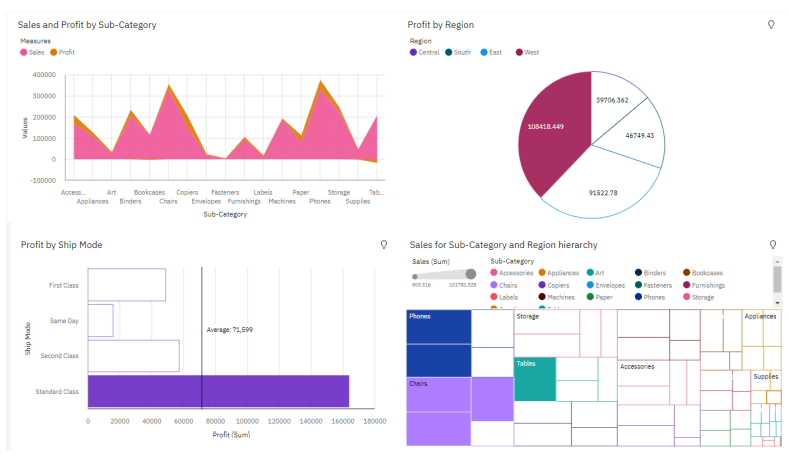 Sales and Profit by Sub-Category
Measures
Sales Profit
400000
300000
200000
100000
0
-100000
Values
Access... Art Bookcases Copiers Fasteners Labels Paper Storage Tab...
Appliances Binders Chairs Envelopes Furnishings Machines Phones Supplies
Sub-Category
Profit by Region
Region
Central South East West
39706.362
108418.449
46749.43
91522.78
Profit by Ship Mode
First Class
Same Day
Second Class
Standard Class
Ship Mode
Average: 71,599
0 20000 40000 60000 80000 100000 120000 140000 160000 180000
Profit (Sum)
Sales for Sub-Category and Region hierarchy
Sales (Sum)
503.316 101781.328
Sub-Category
Accessories Appliances Art Binders Bookcases
Chairs Copiers Envelopes Fasteners Furnishings
Labels Machines Paper Phones Storage
Phones
Storage
Appliances
Tables
Accessories
Chairs
Supplies